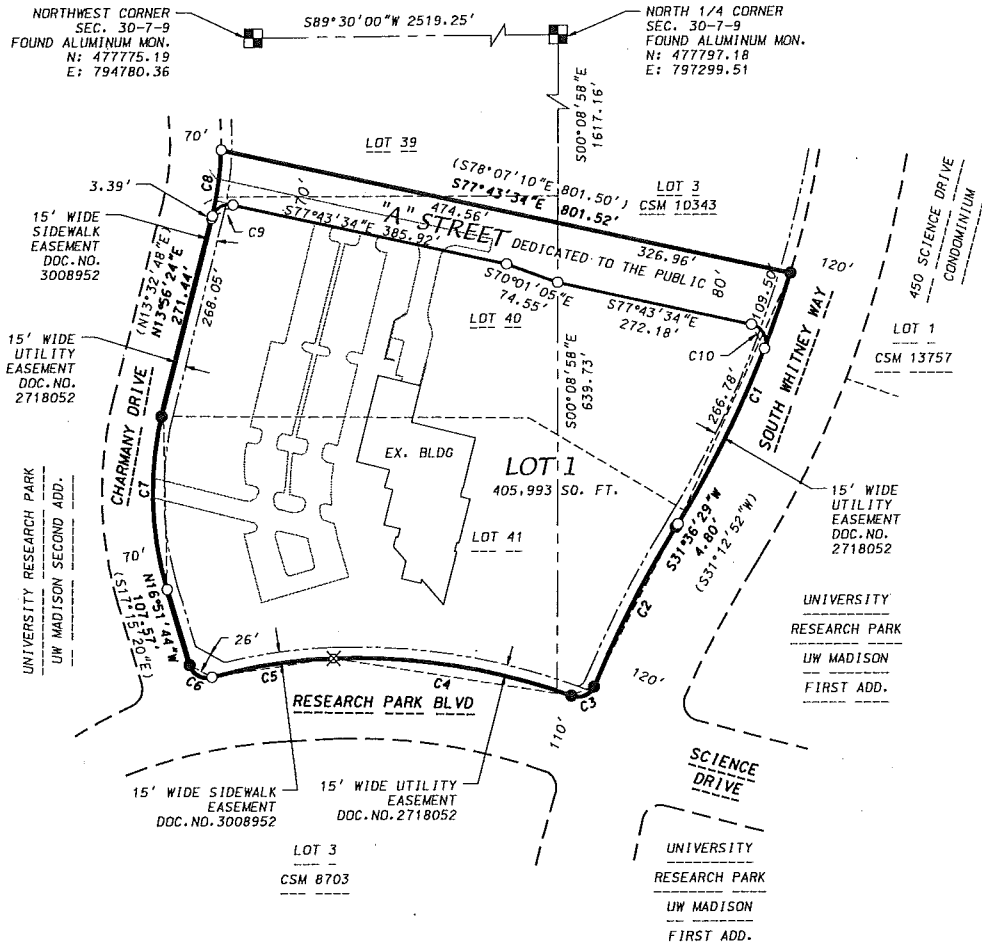 NORTHWEST CORNER
SEC. 30-7-9
FOUND ALUMINUM MON.
N: 477775.19
E: 794780.36
S89°30'00"W 2519.25'
NORTH 1/4 CORNER
SEC. 30-7-9
FOUND ALUMINUM MON.
N: 477797.18
E: 797299.51
S00°08'58"E
1617.16'
70'
LOT 39
(S78°07'10"E 801.50')
S77°43'34"E 801.52'
LOT 3
CSM 10343
474.56'
326.96'
3.39'
C8
70'
"A" STREET DEDICATED TO THE PUBLIC
80'
109.50'
120'
450 SCIENCE DRIVE
CONDOMINIUM
LOT 1
CSM 13757
15' WIDE
SIDEWALK
EASEMENT
DOC.NO.
3008952
C9
S77°43'34"E 385.92'
S70°01'05"E
74.55'
S77°43'34"E
272.18'
LOT 40
C10
(N13°32'48"E)
N13°56'24"E
271.44'
268.05'
15' WIDE
UTILITY
EASEMENT
DOC.NO.
2718052
CHARMANY DRIVE
S00°08'58"E
639.73'
266.78'
C1
SOUTH WHITNEY WAY
EX. BLDG
LOT 1
405,993 SQ. FT.
LOT 41
15' WIDE
UTILITY
EASEMENT
DOC.NO.
2718052
S31°36'29"W
4.80'
(S31°12'52"W)
C7
70'
UNIVERSITY RESEARCH PARK
UW MADISON SECOND ADD.
N16°51'44"W
107.57'
(S17°15'20"E)
C2
UNIVERSITY
RESEARCH PARK
UW MADISON
FIRST ADD.
26'
C6
C5
C4
C3
120'
RESEARCH PARK BLVD
110'
SCIENCE
DRIVE
15' WIDE SIDEWALK
EASEMENT
DOC.NO.3008952
15' WIDE UTILITY
EASEMENT
DOC.NO.2718052
LOT 3
CSM 8703
UNIVERSITY
RESEARCH PARK
UW MADISON
FIRST ADD.